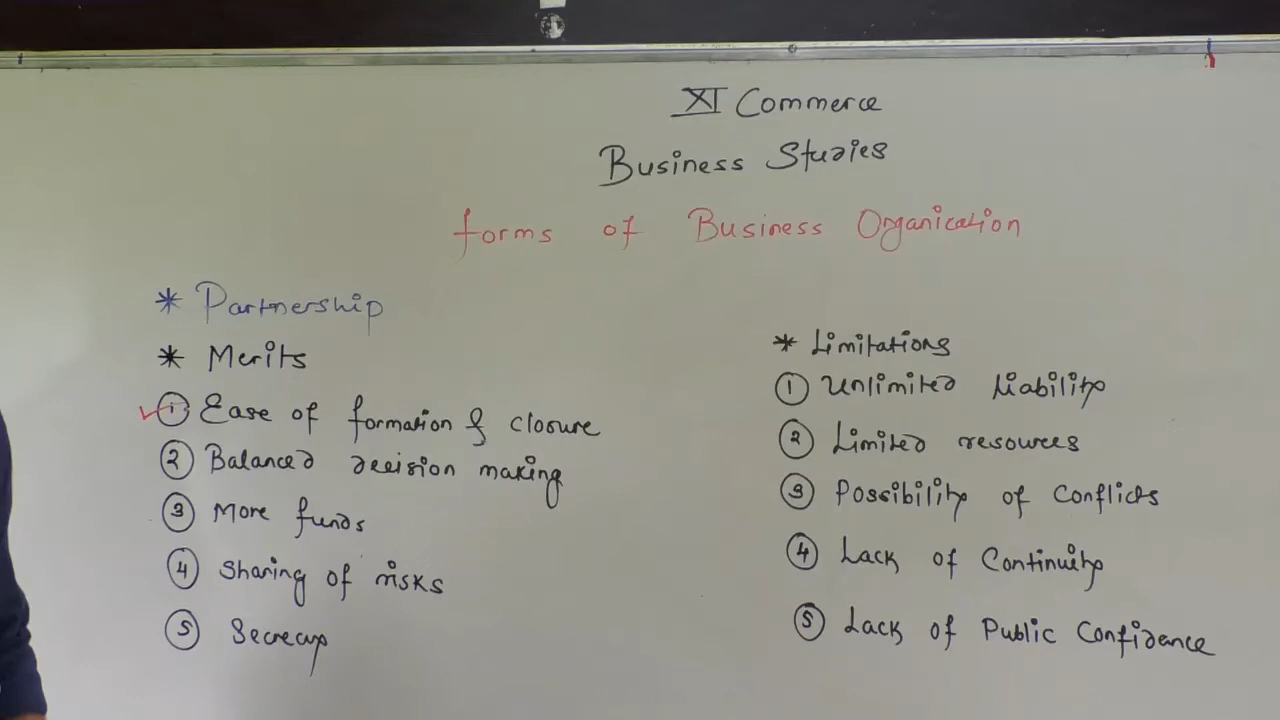 XI Commerce
Business Studies
forms of Business Organication
* Partnership
* Merits
① Ease of formation & closure
② Balanced decision making
③ More funds
④ Sharing of risks
⑤ Secrecy
* Limitations
① Unlimited Liability
② Limited resources
③ Possibility of Conflicts
④ Lack of Continuity
⑤ Lack of Public Confidence